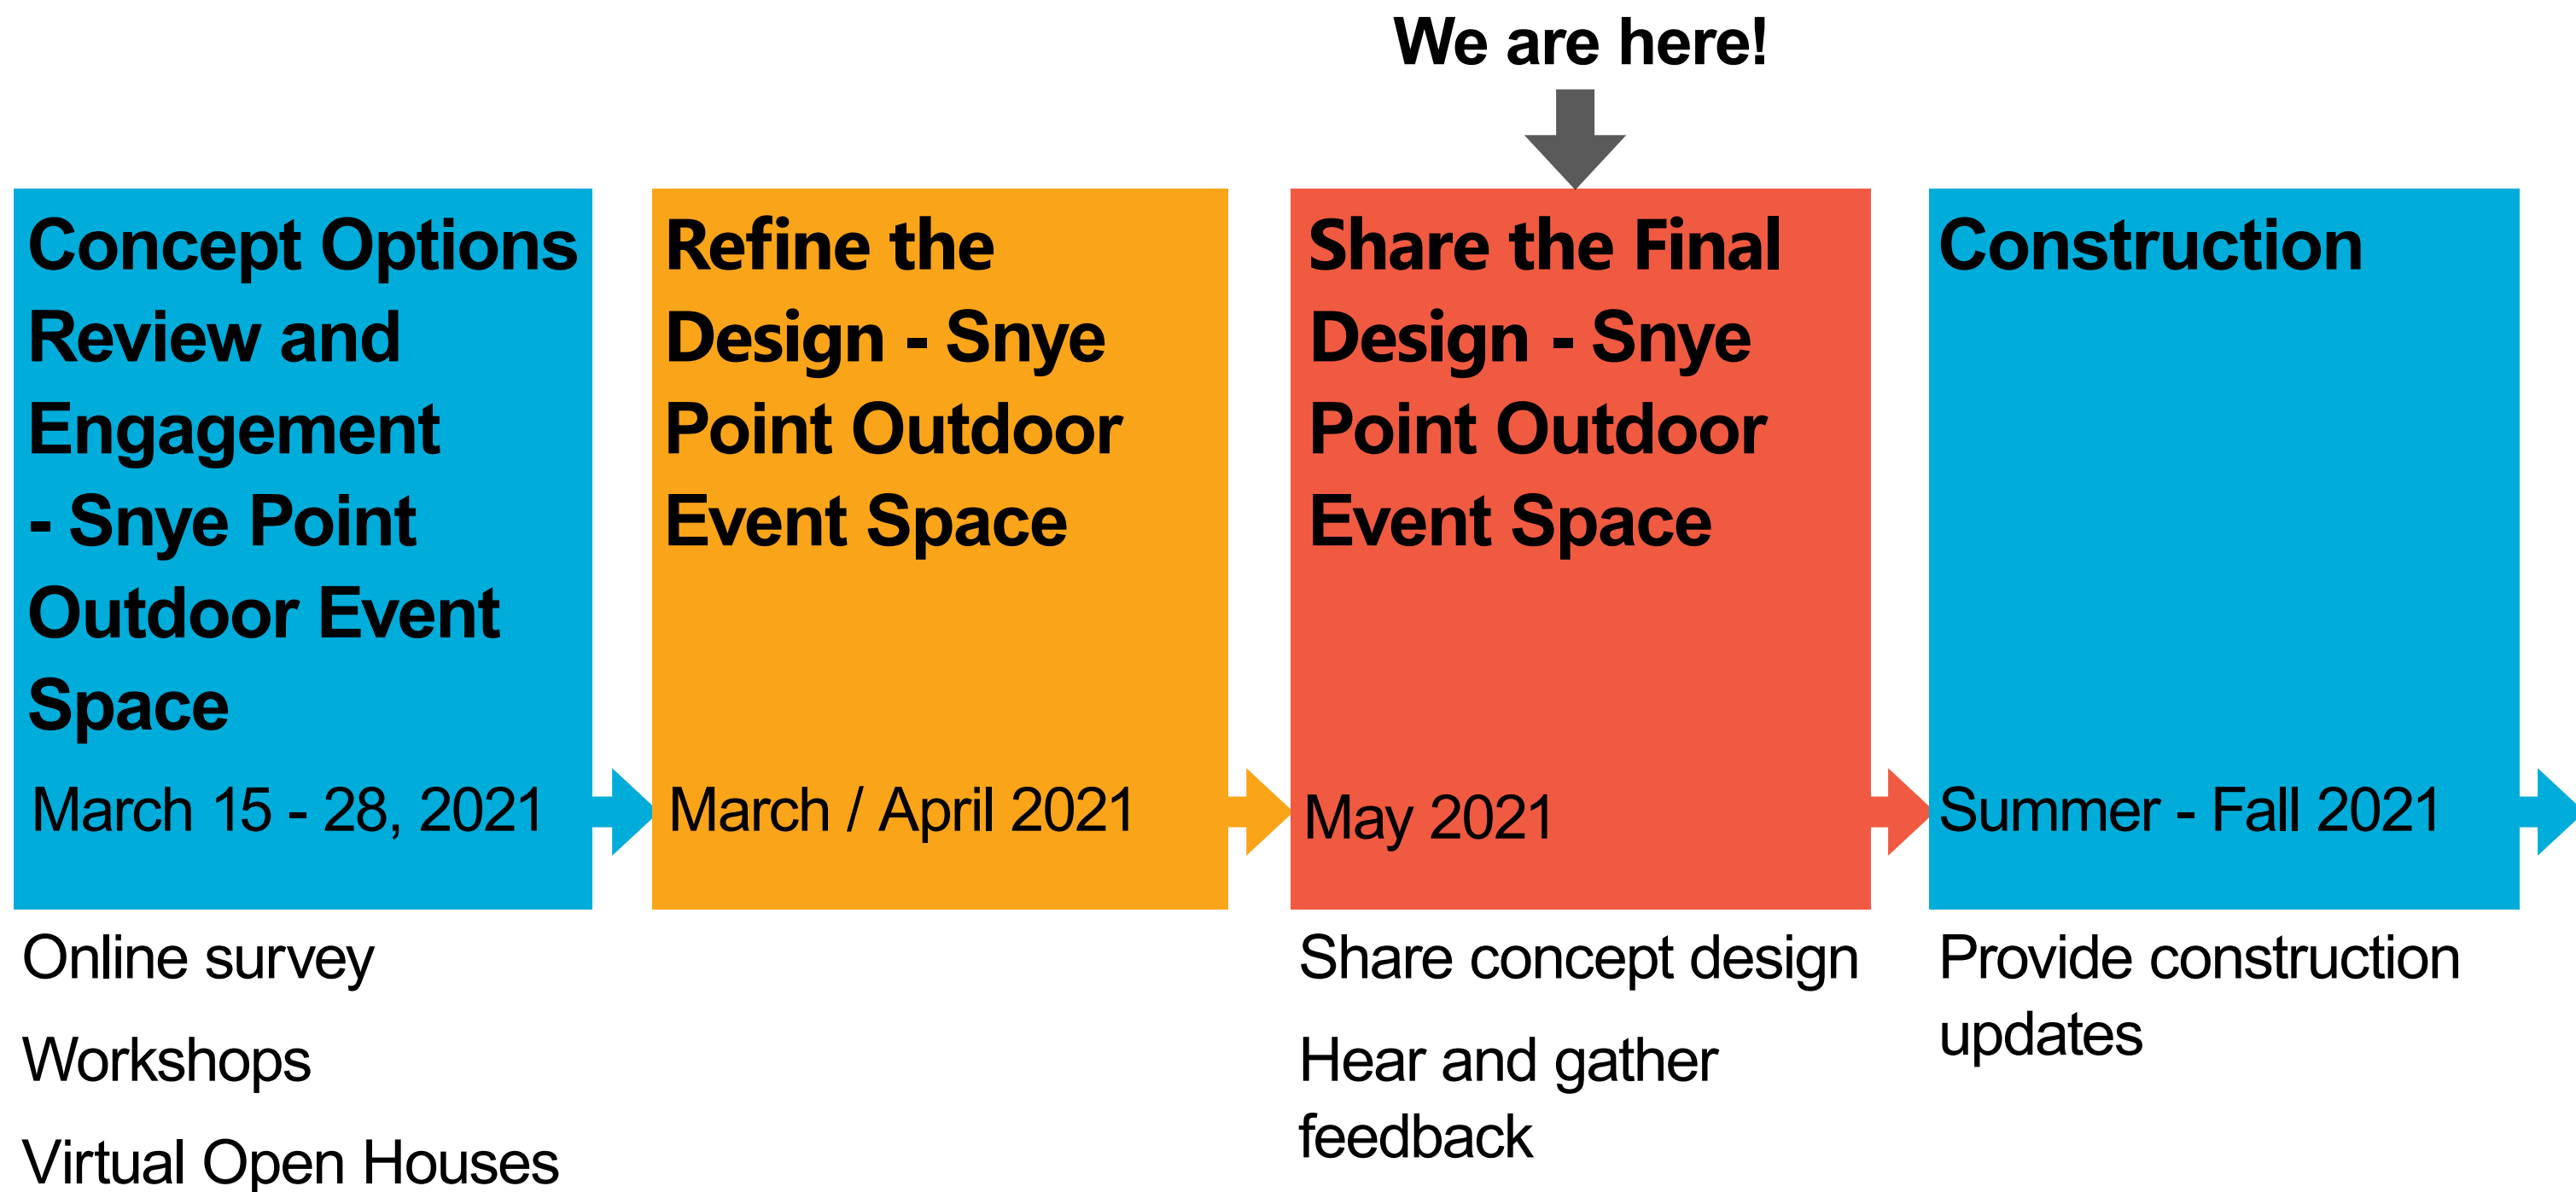 We are here!
Concept Options
Review and
Engagement
- Snye Point
Outdoor Event
Space
March 15 - 28, 2021
Online survey
Workshops
Virtual Open Houses
Refine the
Design - Snye
Point Outdoor
Event Space
March / April 2021
Share the Final
Design - Snye
Point Outdoor
Event Space
May 2021
Share concept design
Hear and gather
feedback
Construction
Summer - Fall 2021
Provide construction
updates